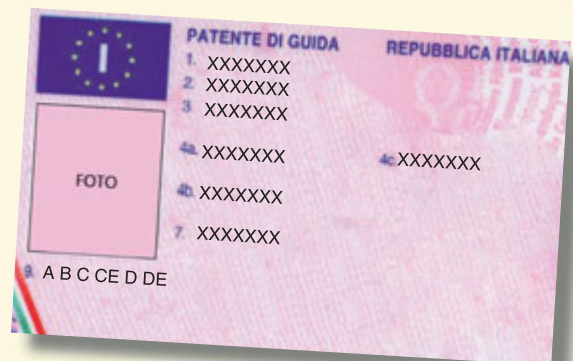 I
PATENTE DI GUIDA REPUBBLICA ITALIANA
1. XXXXXXX
2. XXXXXXX
3. XXXXXXX
4a. XXXXXXX 4c. XXXXXXX
4b. XXXXXXX
7. XXXXXXX
FOTO
9. A B C CE D DE